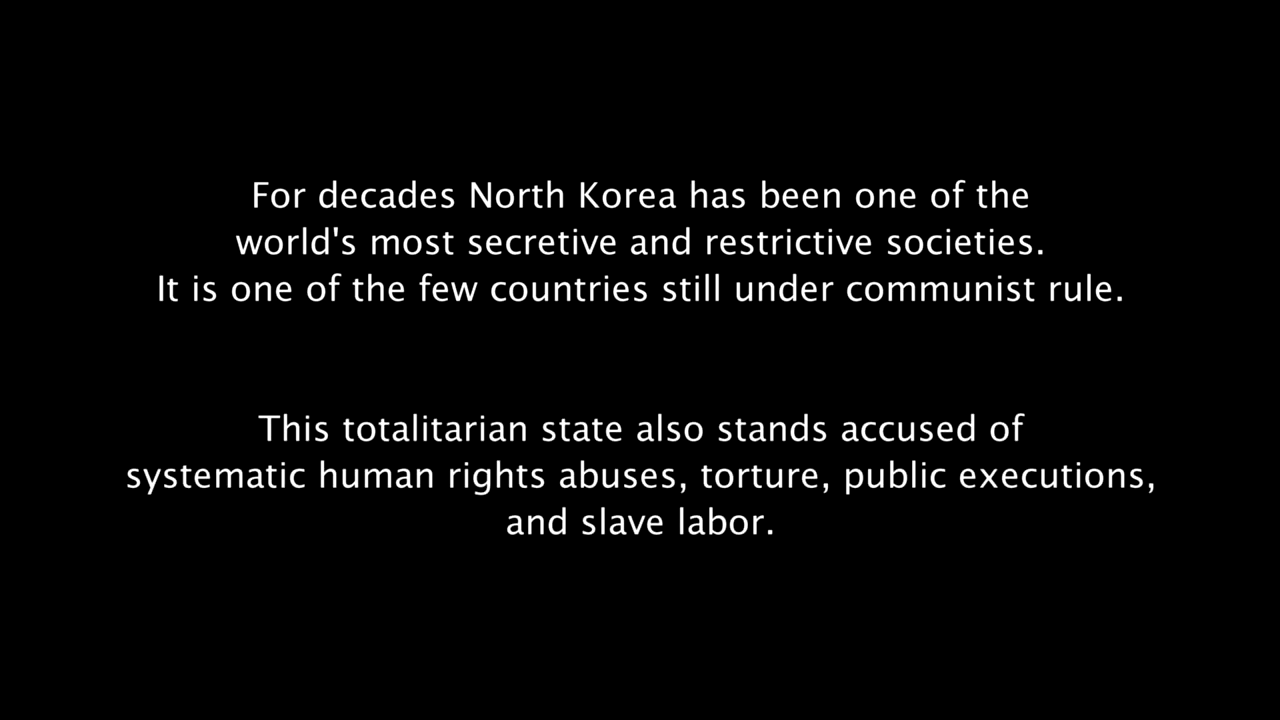 For decades North Korea has been one of the
world's most secretive and restrictive societies.
It is one of the few countries still under communist rule.
This totalitarian state also stands accused of
systematic human rights abuses, torture, public executions,
and slave labor.